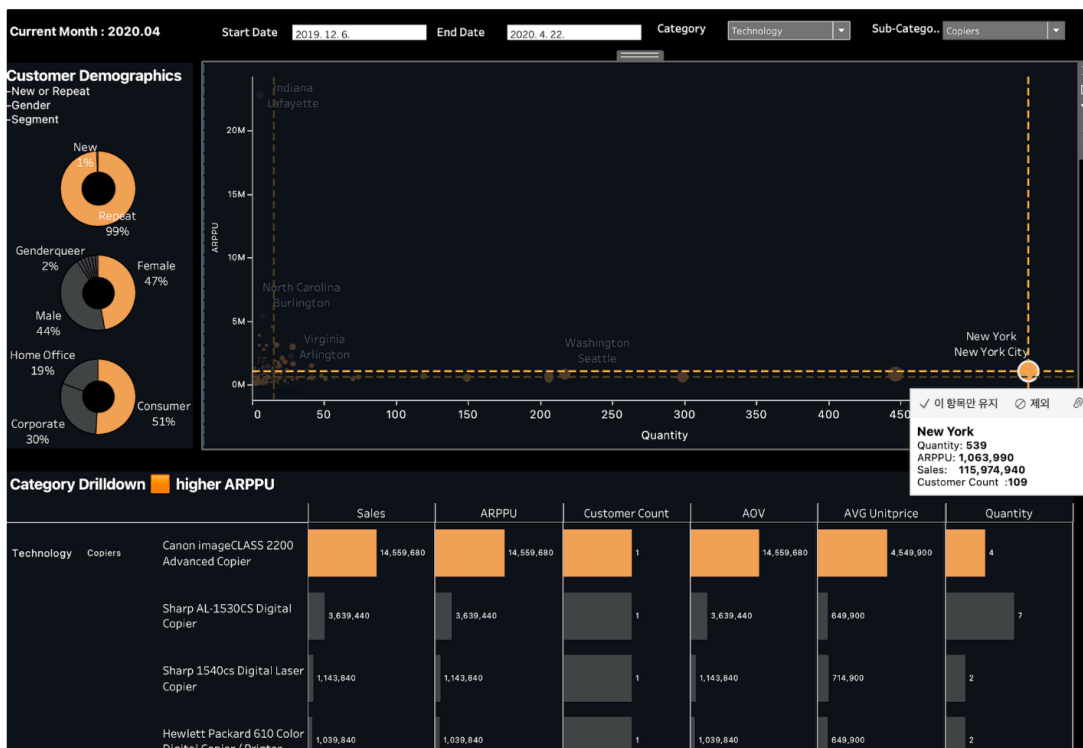 Current Month : 2020.04
Start Date
2019. 12. 6.
End Date
2020. 4. 22.
Category
Technology
Sub-Catego..
Copiers
Customer Demographics
-New or Repeat
-Gender
-Segment
New
1%
Repeat
99%
Genderqueer
2%
Female
47%
Male
44%
Home Office
19%
Consumer
51%
Corporate
30%
Indiana
Lafayette
20M
15M
10M
5M
0M
ARPPU
North Carolina
Burlington
Virginia
Arlington
Washington
Seattle
New York
New York City
0
50
100
150
200
250
300
350
400
450
Quantity
이 항목만 유지
제외
New York
Quantity: 539
ARPPU: 1,063,990
Sales: 115,974,940
Customer Count :109
Category Drilldown higher ARPPU
Sales
ARPPU
Customer Count
AOV
AVG Unitprice
Quantity
Technology
Copiers
Canon imageCLASS 2200
Advanced Copier
14,559,680
14,559,680
1
14,559,680
4,549,900
4
Sharp AL-1530CS Digital
Copier
3,639,440
3,639,440
1
3,639,440
649,900
7
Sharp 1540cs Digital Laser
Copier
1,143,840
1,143,840
1
1,143,840
714,900
2
Hewlett Packard 610 Color
Digital Copier / Printer
1,039,840
1,039,840
1
1,039,840
649,900
2